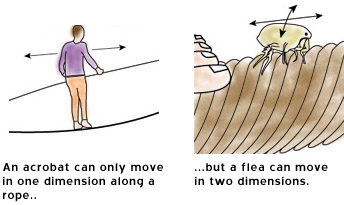 An acrobat can only move
in one dimension along a
rope..
...but a flea can move
in two dimensions.